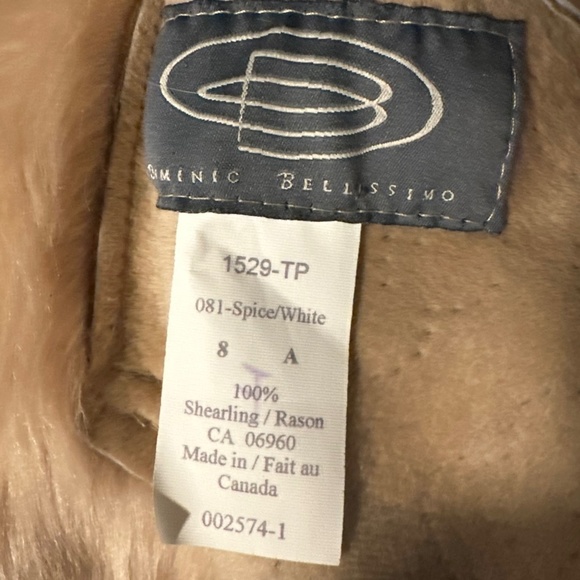 DOMINIC BELLISSIMO
1529-TP
081-Spice/White
8 A
100%
Shearling / Rason
CA 06960
Made in / Fait au
Canada
002574-1